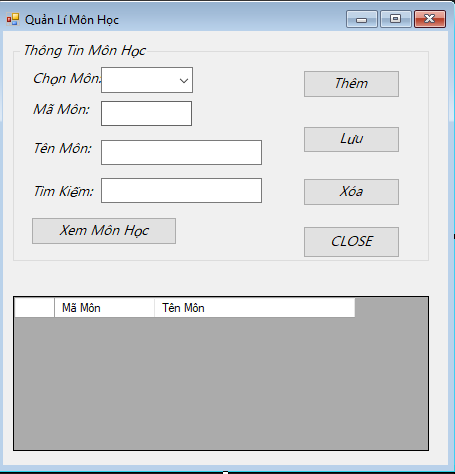 Quản Lí Môn Học
Thông Tin Môn Học
Chọn Môn:
Thêm
Mã Môn:
Lưu
Tên Môn:
Tìm Kiếm:
Xóa
Xem Môn Học
CLOSE
Mã Môn Tên Môn